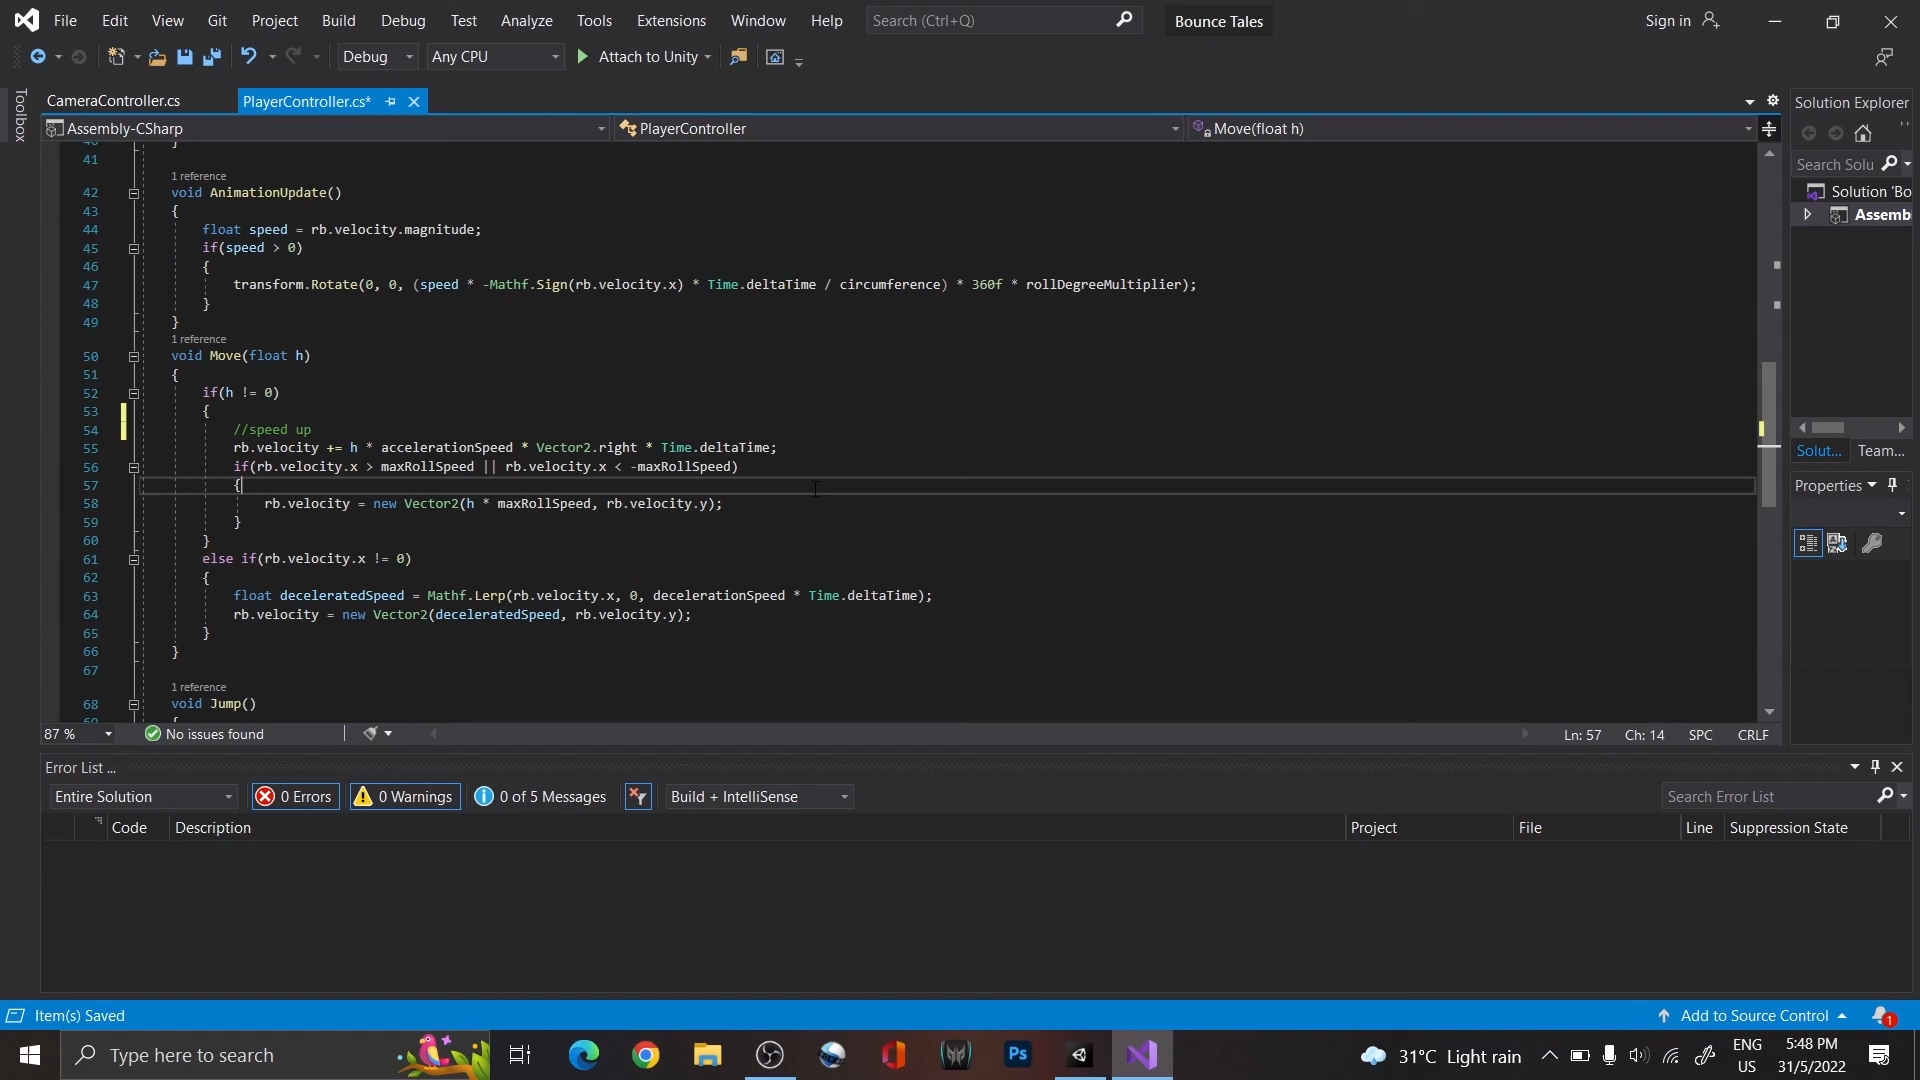 File Edit View Git Project Build Debug Test Analyze Tools Extensions Window Help Search (Ctrl+Q) Bounce Tales Sign in
Debug Any CPU Attach to Unity
Toolbox
CameraController.cs PlayerController.cs*
Assembly-CSharp PlayerController Move(float h)
40 }
41
1 reference
42 void AnimationUpdate()
43 {
44 float speed = rb.velocity.magnitude;
45 if(speed > 0)
46 {
47 transform.Rotate(0, 0, (speed * -Mathf.Sign(rb.velocity.x) * Time.deltaTime / circumference) * 360f * rollDegreeMultiplier);
48 }
49 }
1 reference
50 void Move(float h)
51 {
52 if(h != 0)
53 {
54 //speed up
55 rb.velocity += h * accelerationSpeed * Vector2.right * Time.deltaTime;
56 if(rb.velocity.x > maxRollSpeed || rb.velocity.x < -maxRollSpeed)
57 {
58 rb.velocity = new Vector2(h * maxRollSpeed, rb.velocity.y);
59 }
60 }
61 else if(rb.velocity.x != 0)
62 {
63 float deceleratedSpeed = Mathf.Lerp(rb.velocity.x, 0, decelerationSpeed * Time.deltaTime);
64 rb.velocity = new Vector2(deceleratedSpeed, rb.velocity.y);
65 }
66 }
67
1 reference
68 void Jump()
69 {
87 % No issues found Ln: 57 Ch: 14 SPC CRLF
Solution Explorer
Search Solu
Solution 'Bo
Assemb
Solut... Team...
Properties
Error List ...
Entire Solution 0 Errors 0 Warnings 0 of 5 Messages Build + IntelliSense Search Error List
Code Description Project File Line Suppression State
Item(s) Saved Add to Source Control 1
Type here to search Ps 31°C Light rain ENG US 5:48 PM 31/5/2022